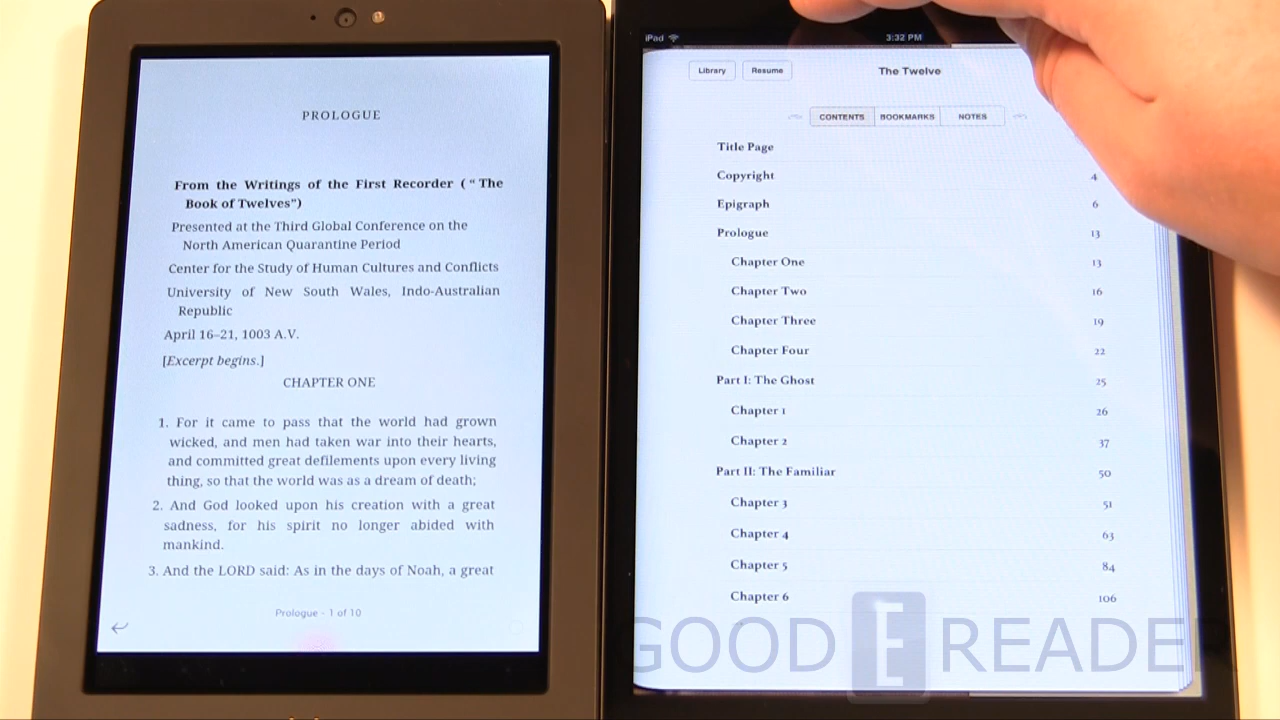 PROLOGUE
From the Writings of the First Recorder (“The
Book of Twelves”)
Presented at the Third Global Conference on the
North American Quarantine Period
Center for the Study of Human Cultures and Conflicts
University of New South Wales, Indo-Australian
Republic
April 16–21, 1003 A.V.
[Excerpt begins.]
CHAPTER ONE
1. For it came to pass that the world had grown
wicked, and men had taken war into their hearts,
and committed great defilements upon every living
thing, so that the world was as a dream of death;
2. And God looked upon his creation with a great
sadness, for his spirit no longer abided with
mankind.
3. And the LORD said: As in the days of Noah, a great
Prologue - 1 of 10
iPad 3:32 PM
Library Resume The Twelve
CONTENTS BOOKMARKS NOTES
Title Page
Copyright 4
Epigraph 6
Prologue 13
Chapter One 13
Chapter Two 16
Chapter Three 19
Chapter Four 22
Part I: The Ghost 25
Chapter 1 26
Chapter 2 37
Part II: The Familiar 50
Chapter 3 51
Chapter 4 63
Chapter 5 84
Chapter 6 106
GOOD E READER